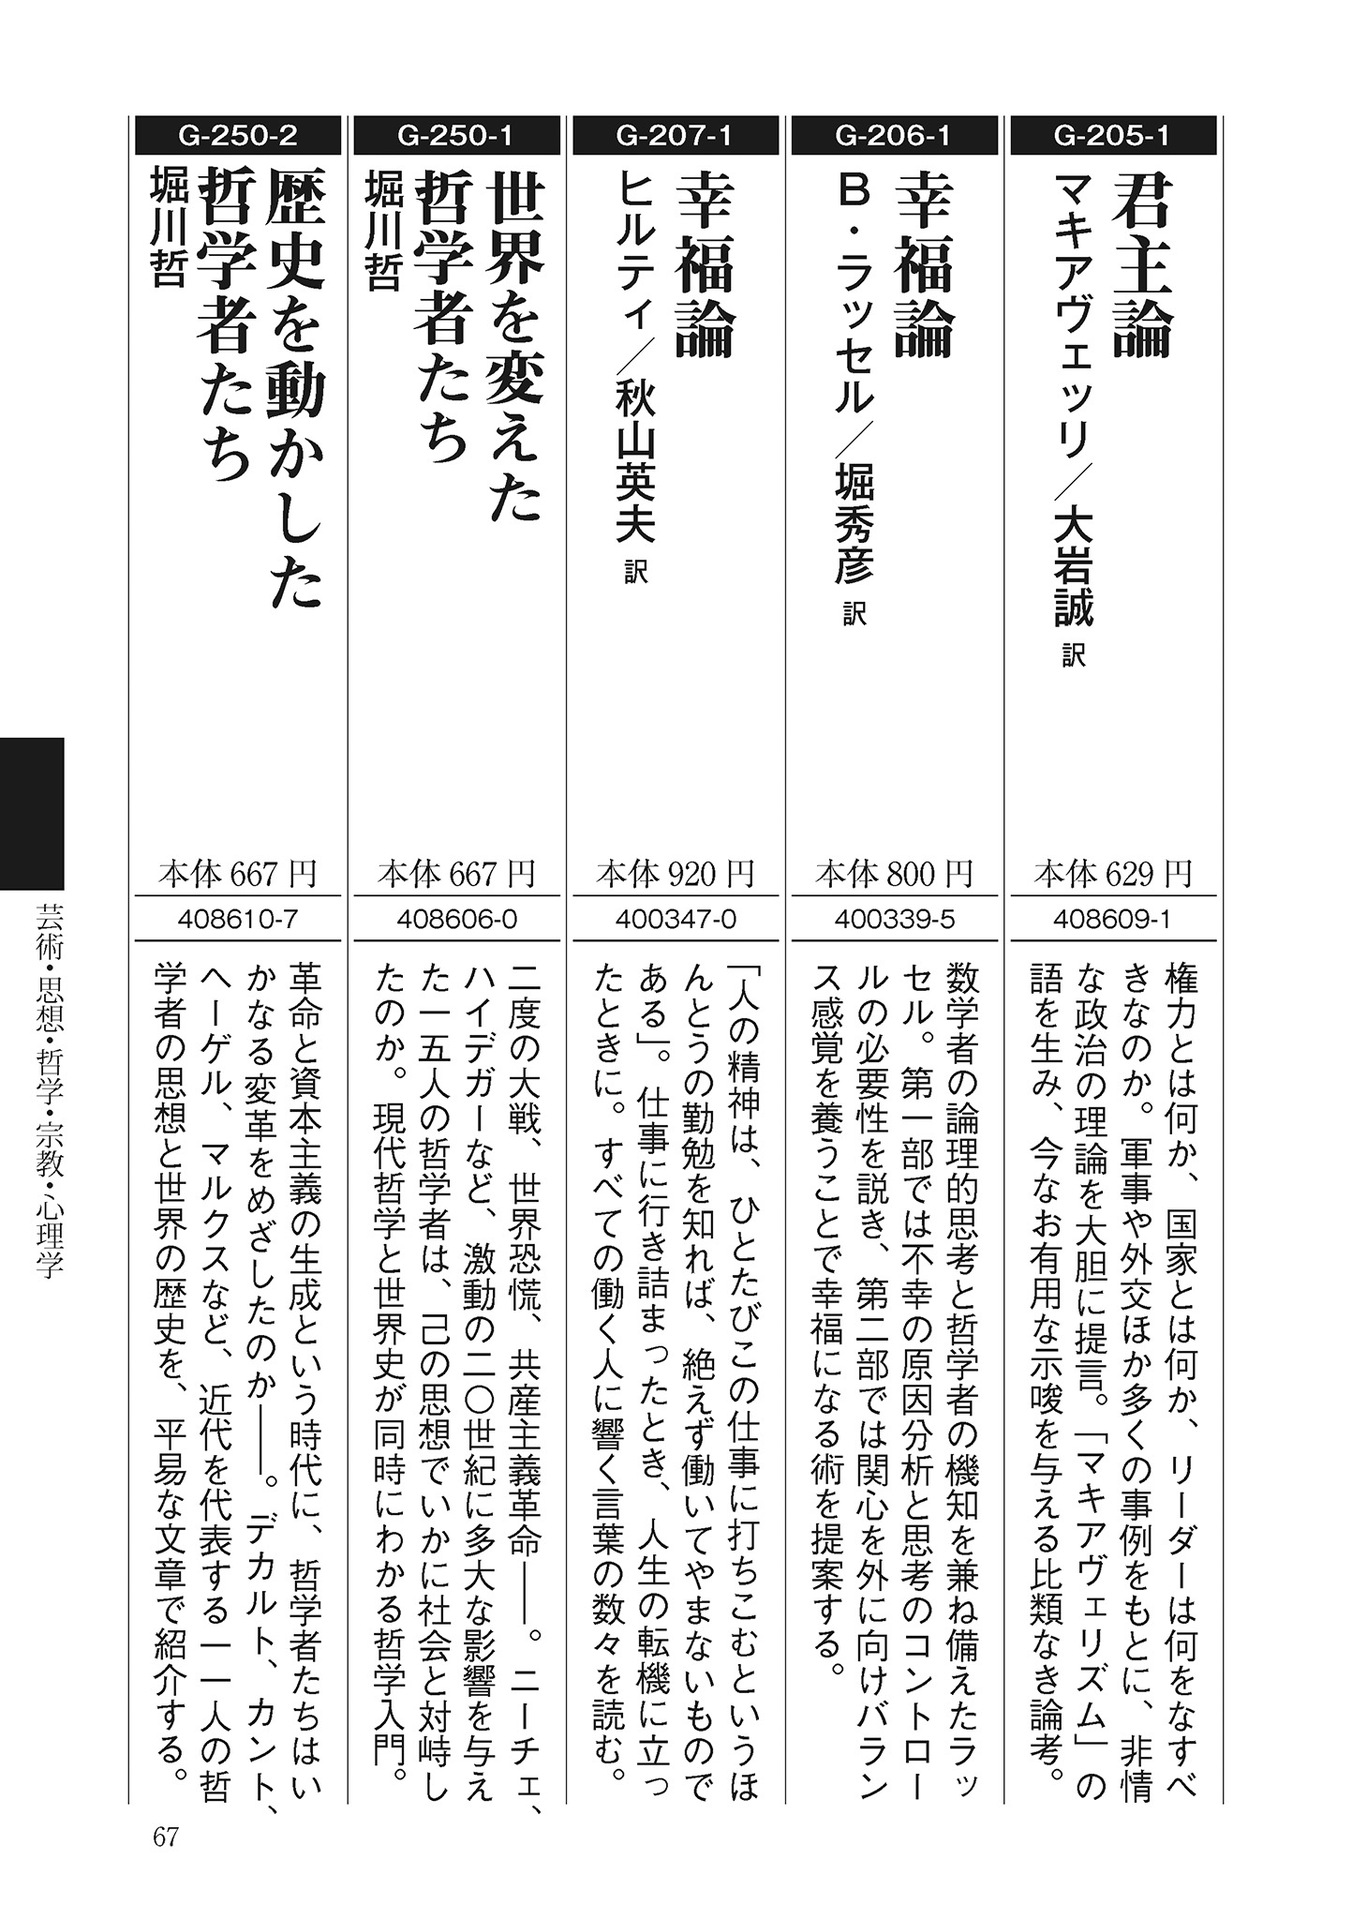 G-205-1
君主論
マキアヴェッリ／大岩誠 訳
本体 629 円
408609-1
権力とは何か、国家とは何か、リーダーは何をなすべ
きなのか。軍事や外交ほか多くの事例をもとに、非情
な政治の理論を大胆に提言。「マキアヴェリズム」の
語を生み、今なお有用な示唆を与える比類なき論考。
G-206-1
幸福論
B・ラッセル／堀秀彦 訳
本体 800 円
400339-5
数学者の論理的思考と哲学者の機知を兼ね備えたラッ
セル。第一部では不幸の原因分析と思考のコントロー
ルの必要性を説き、第二部では関心を外に向けバラン
ス感覚を養うことで幸福になる術を提案する。
G-207-1
幸福論
ヒルティ／秋山英夫 訳
本体 920 円
400347-0
「人の精神は、ひとたびこの仕事に打ちこむというほ
んとうの勤勉を知れば、絶えず働いてやまないもので
ある」。仕事に行き詰まったとき、人生の転機に立っ
たときに。すべての働く人に響く言葉の数々を読む。
G-250-1
世界を変えた
哲学者たち
堀川哲
本体 667 円
408606-0
二度の大戦、世界恐慌、共産主義革命――。ニーチェ、
ハイデガーなど、激動の二〇世紀に多大な影響を与え
た一五人の哲学者は、己の思想でいかに社会と対峙し
たのか。現代哲学と世界史が同時にわかる哲学入門。
G-250-2
歴史を動かした
哲学者たち
堀川哲
本体 667 円
408610-7
革命と資本主義の生成という時代に、哲学者たちはい
かなる変革をめざしたのか――。デカルト、カント、
ヘーゲル、マルクスなど、近代を代表する一一人の哲
学者の思想と世界の歴史を、平易な文章で紹介する。
芸術・思想・哲学・宗教・心理学
67